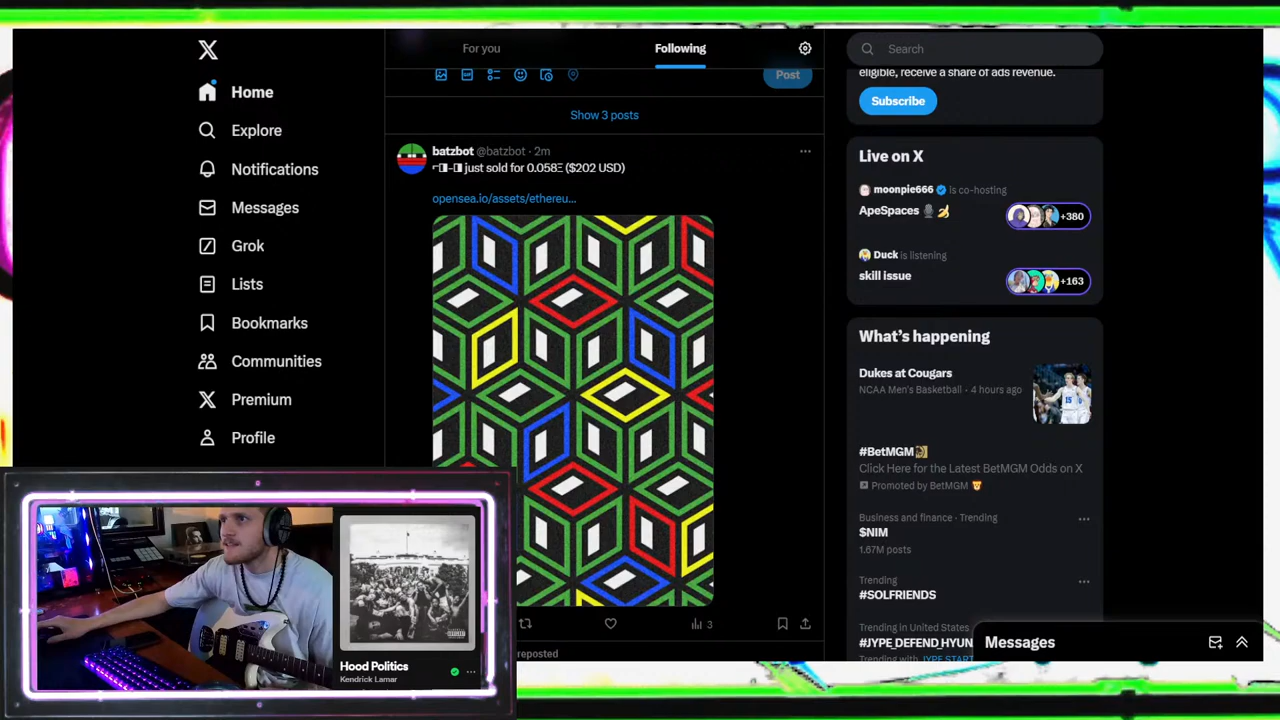 Home
Explore
Notifications
Messages
Grok
Lists
Bookmarks
Communities
Premium
Profile
For you
Following
Post
Show 3 posts
batzbot @batzbot · 2m
just sold for 0.058Ξ ($202 USD)
opensea.io/assets/ethereu...
3
reposted
Search
eligible, receive a share of ads revenue.
Subscribe
Live on X
moonpie666 is co-hosting
ApeSpaces 🎙️🍌
+380
Duck is listening
skill issue
+163
What's happening
Dukes at Cougars
NCAA Men's Basketball · 4 hours ago
#BetMGM
Click Here for the Latest BetMGM Odds on X
Promoted by BetMGM 🦁
Business and finance · Trending
$NIM
1.67M posts
Trending
#SOLFRIENDS
Trending in United States
#JYPE_DEFEND_HYUN
Trending with JYPE START
Messages
Hood Politics
Kendrick Lamar